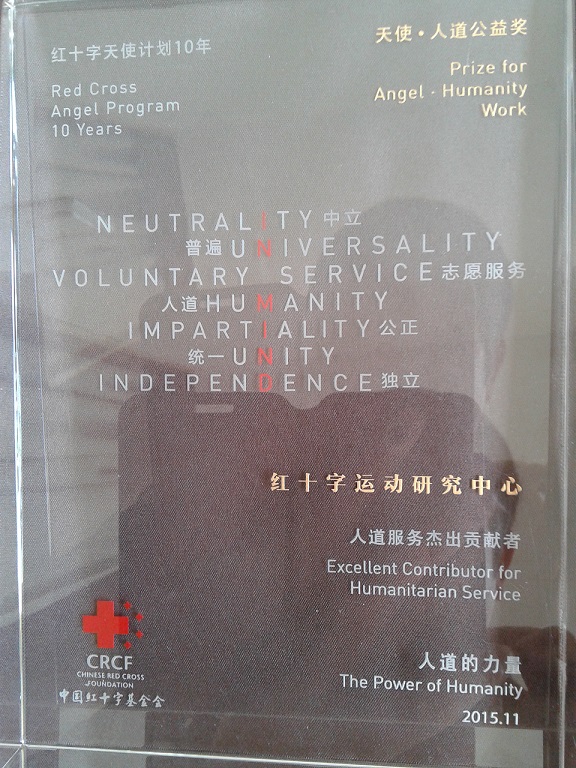 红十字天使计划10年
Red Cross
Angel Program
10 Years
天使·人道公益奖
Prize for
Angel · Humanity
Work
NEUTRALITY 中立
普遍 UNIVERSALITY
VOLUNTARY SERVICE 志愿服务
人道 HUMANITY
IMPARTIALITY 公正
统一 UNITY
INDEPENDENCE 独立
红十字运动研究中心
人道服务杰出贡献者
Excellent Contributor for
Humanitarian Service
CRCF
CHINESE RED CROSS
FOUNDATION
中国红十字基金会
人道的力量
The Power of Humanity
2015.11